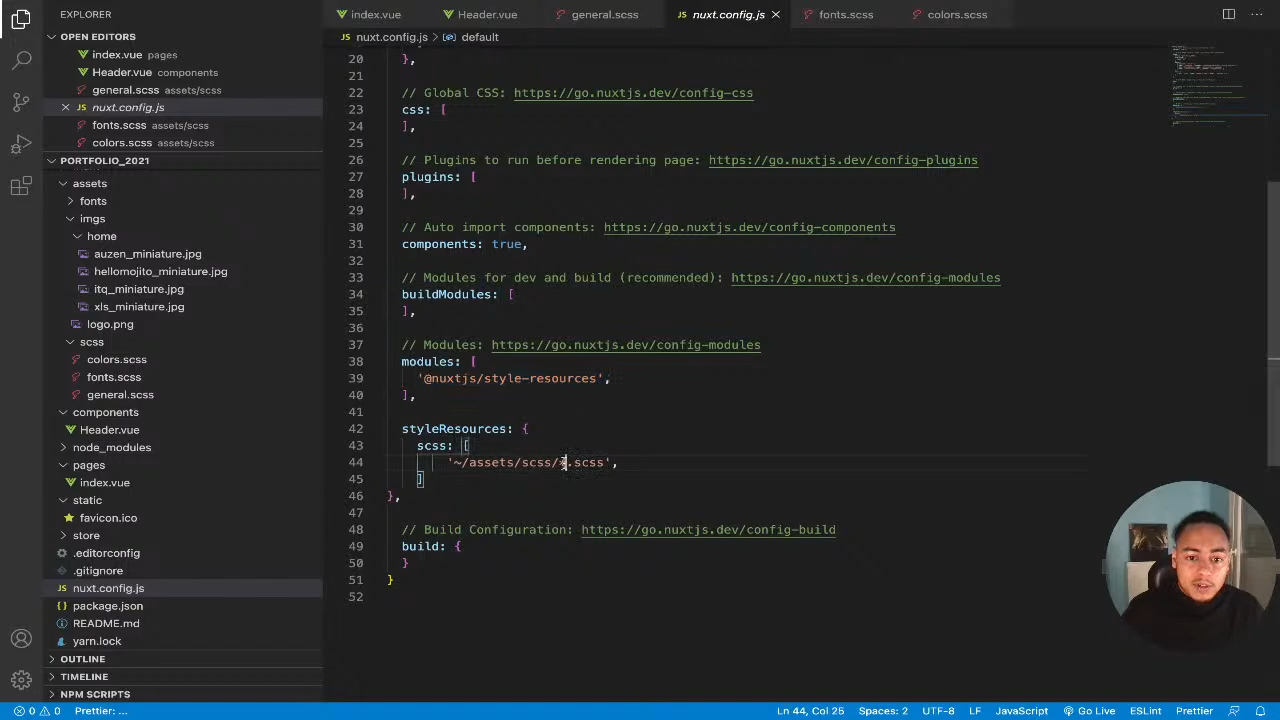 EXPLORER
OPEN EDITORS
index.vue pages
Header.vue components
general.scss assets/scss
JS nuxt.config.js
fonts.scss assets/scss
colors.scss assets/scss
PORTFOLIO_2021
assets
fonts
imgs
home
auzen_miniature.jpg
hellomojito_miniature.jpg
itq_miniature.jpg
xls_miniature.jpg
logo.png
scss
colors.scss
fonts.scss
general.scss
components
Header.vue
node_modules
pages
index.vue
static
favicon.ico
store
.editorconfig
.gitignore
JS nuxt.config.js
package.json
README.md
yarn.lock
OUTLINE
TIMELINE
NPM SCRIPTS
index.vue Header.vue general.scss JS nuxt.config.js fonts.scss colors.scss
JS nuxt.config.js > default
20 },
21
22 // Global CSS: https://go.nuxtjs.dev/config-css
23 css: [
24 ],
25
26 // Plugins to run before rendering page: https://go.nuxtjs.dev/config-plugins
27 plugins: [
28 ],
29
30 // Auto import components: https://go.nuxtjs.dev/config-components
31 components: true,
32
33 // Modules for dev and build (recommended): https://go.nuxtjs.dev/config-modules
34 buildModules: [
35 ],
36
37 // Modules: https://go.nuxtjs.dev/config-modules
38 modules: [
39 '@nuxtjs/style-resources',
40 ],
41
42 styleResources: {
43 scss: [
44 '~/assets/scss/*.scss',
45 ]
46 },
47
48 // Build Configuration: https://go.nuxtjs.dev/config-build
49 build: {
50 }
51 }
52
0 0 Prettier: ... Ln 44, Col 25 Spaces: 2 UTF-8 LF JavaScript Go Live ESLint Prettier